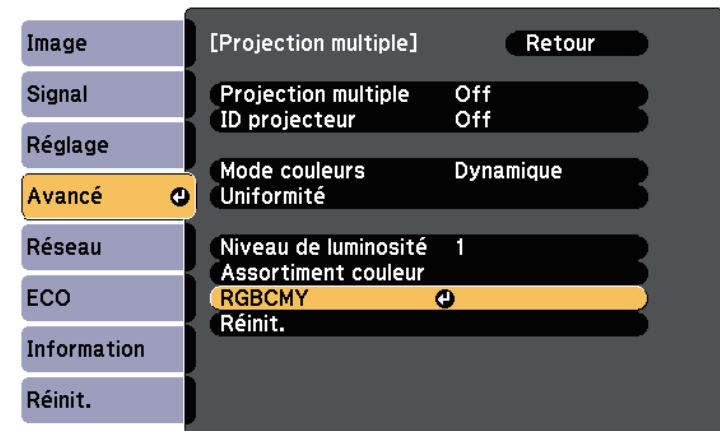 Image
Signal
Réglage
Avancé
Réseau
ECO
Information
Réinit.
[Projection multiple] Retour
Projection multiple Off
ID projecteur Off
Mode couleurs Dynamique
Uniformité
Niveau de luminosité 1
Assortiment couleur
RGBCMY
Réinit.